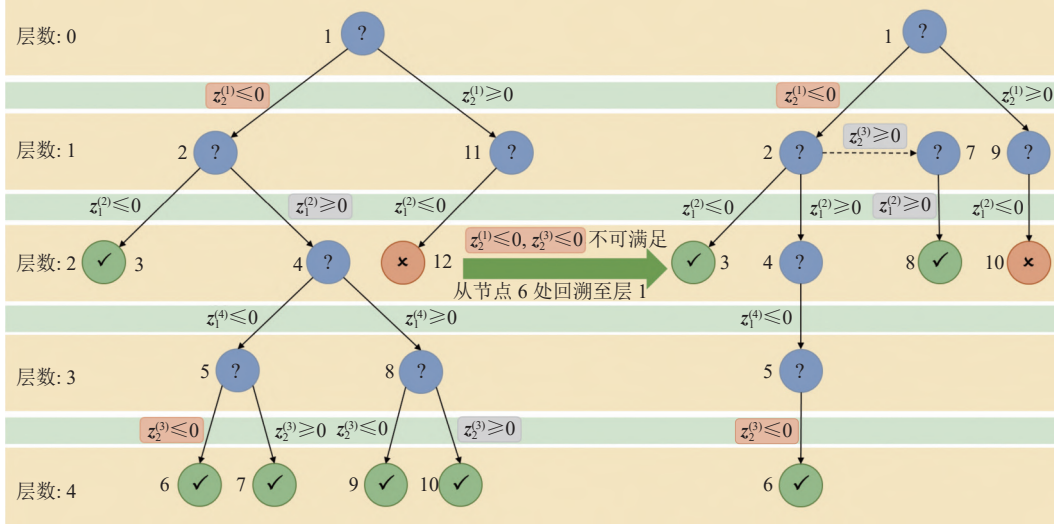 层数: 0 1 ? 1 ?
z₂⁽¹⁾≤0 z₂⁽¹⁾≥0 z₂⁽¹⁾≤0 z₂⁽¹⁾≥0
z₂⁽³⁾≥0
层数: 1 2 ? 11 ? 2 ? ? 7 9 ?
z₁⁽²⁾≤0 z₁⁽²⁾≥0 z₁⁽²⁾≤0 z₁⁽²⁾≤0 z₁⁽²⁾≥0 z₁⁽²⁾≥0 z₁⁽²⁾≤0
z₂⁽¹⁾≤0, z₂⁽³⁾≤0 不可满足
层数: 2 ✓ 3 4 ? × 12 ✓ 3 4 ? 8 ✓ 10 ×
从节点 6 处回溯至层 1
z₁⁽⁴⁾≤0 z₁⁽⁴⁾≥0 z₁⁽⁴⁾≤0
层数: 3 5 ? 8 ? 5 ?
z₂⁽³⁾≤0 z₂⁽³⁾≥0 z₂⁽³⁾≤0 z₂⁽³⁾≥0 z₂⁽³⁾≤0
层数: 4 6 ✓ 7 ✓ 9 ✓ 10 ✓ 6 ✓